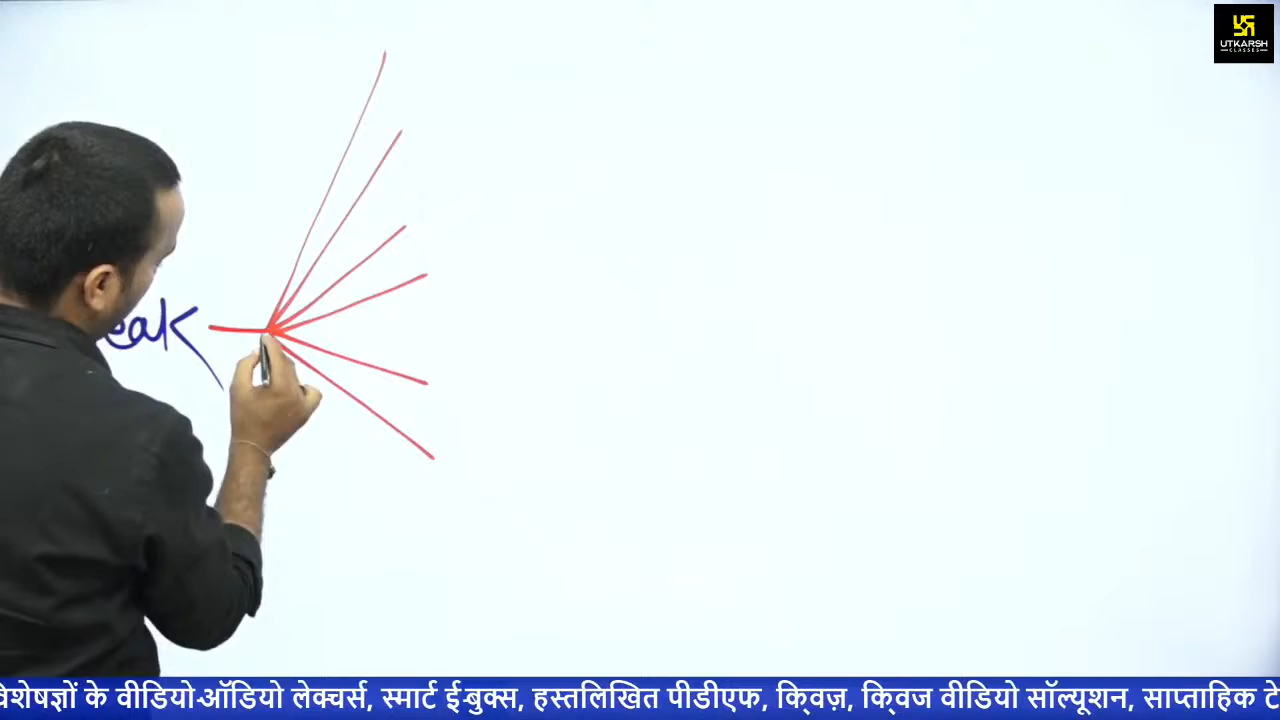 UTKARSH
CLASSES
eak
विशेषज्ञों के वीडियो-ऑडियो लेक्चर्स, स्मार्ट ई-बुक्स, हस्तलिखित पीडीएफ, क्विज़, क्विज वीडियो सॉल्यूशन, साप्ताहिक टे